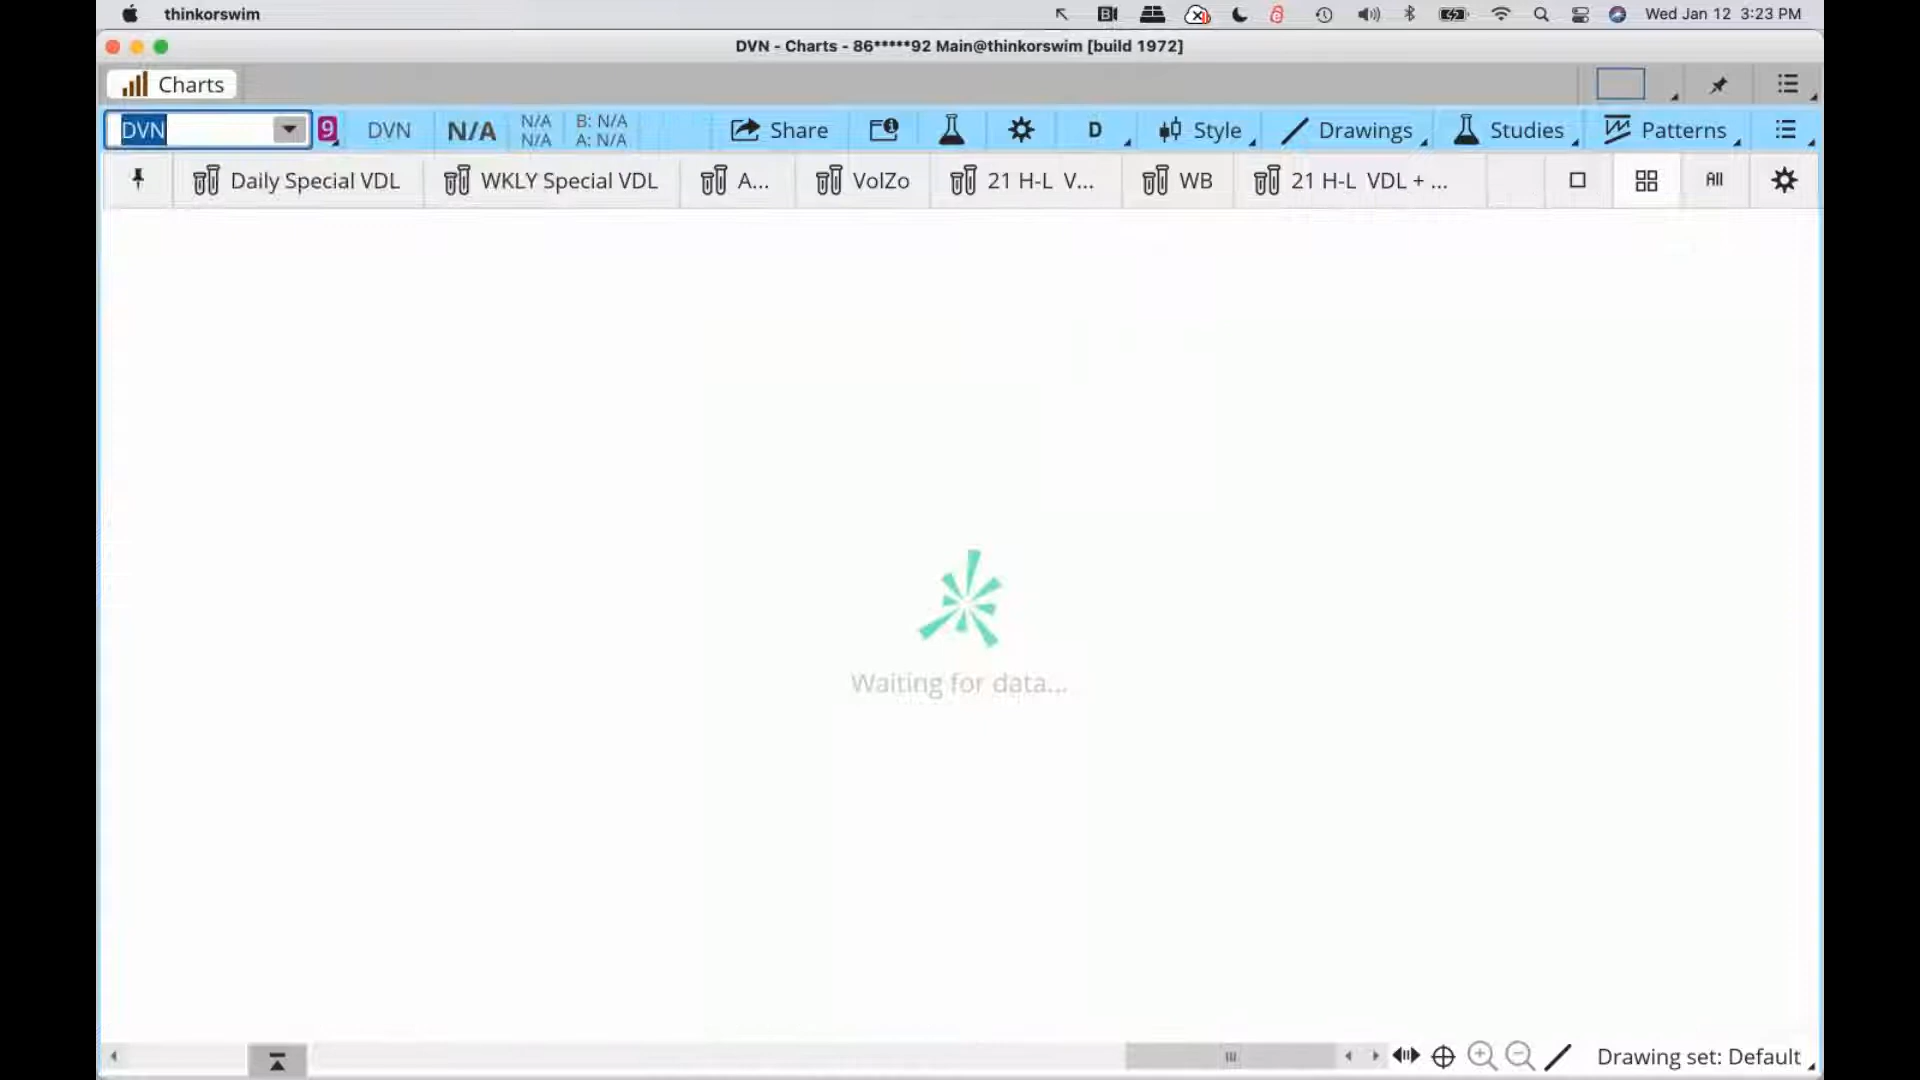 thinkorswim
Wed Jan 12 3:23 PM
DVN - Charts - 86*****92 Main@thinkorswim [build 1972]
Charts
DVN
9
DVN
N/A
N/A
N/A
B: N/A
A: N/A
Share
D
Style
Drawings
Studies
Patterns
Daily Special VDL
WKLY Special VDL
A...
VolZo
21 H-L V...
WB
21 H-L VDL + ...
All
Waiting for data...
Drawing set: Default